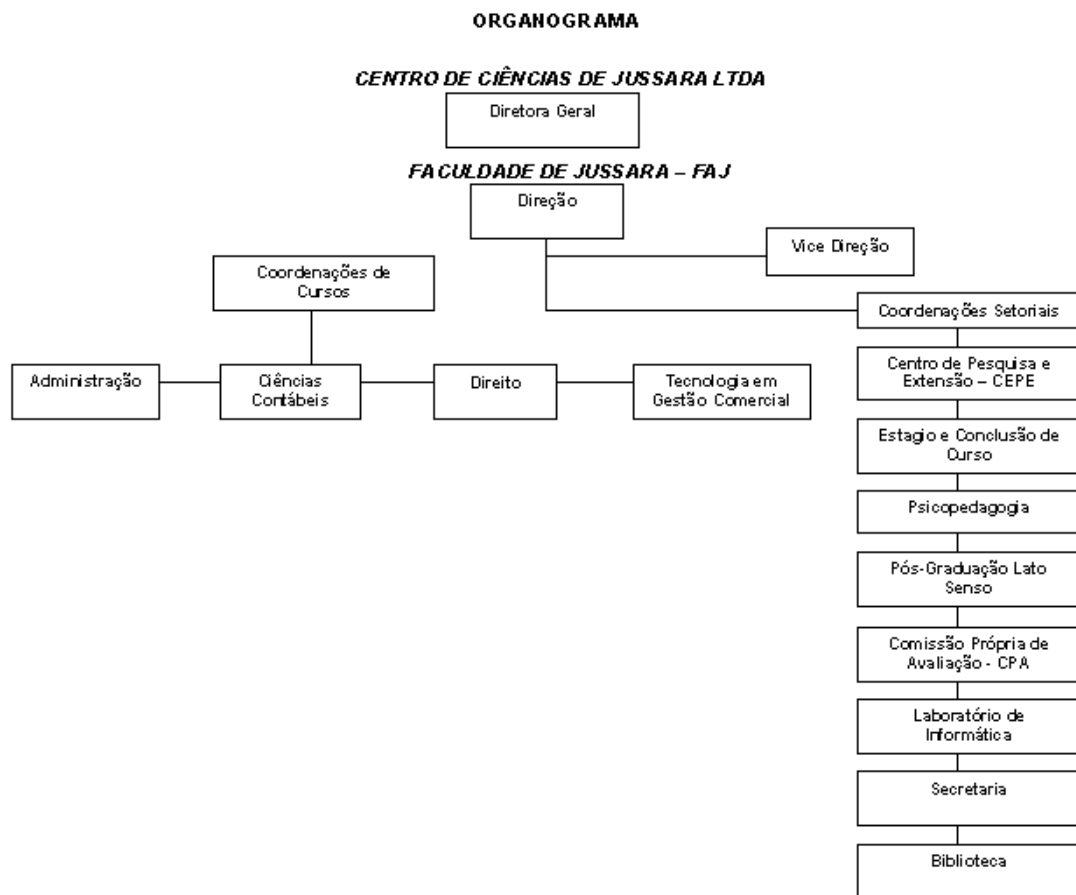 ORGANOGRAMA
CENTRO DE CIÊNCIAS DE JUSSARA LTDA
Diretora Geral
FACULDADE DE JUSSARA – FAJ
Direção
Vice Direção
Coordenações de
Cursos
Coordenações Setoriais
Administração
Ciências
Contábeis
Direito
Tecnologia em
Gestão Comercial
Centro de Pesquisa e
Extensão – CEPE
Estagio e Conclusão de
Curso
Psicopedagogia
Pós-Graduação Lato
Senso
Comissão Própria de
Avaliação - CPA
Laboratório de
Informática
Secretaria
Biblioteca